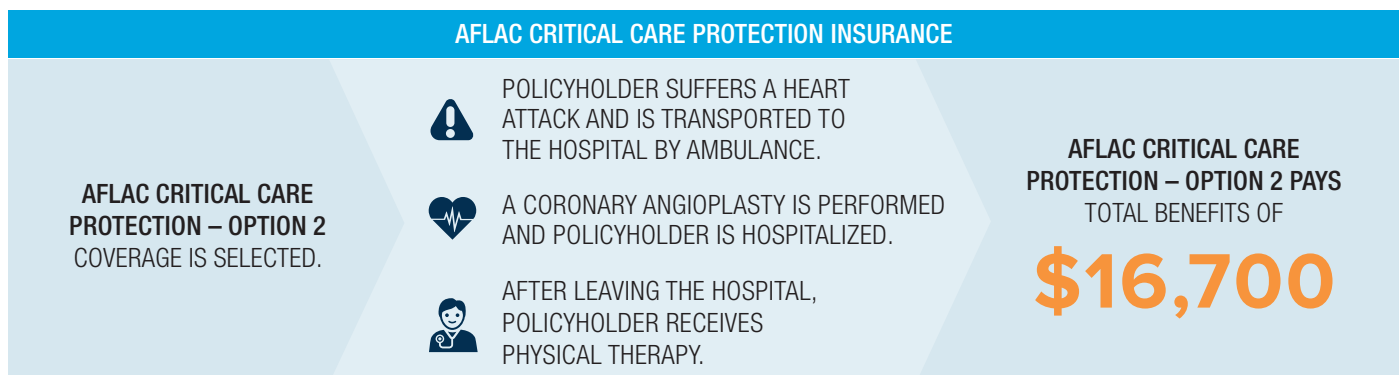 AFLAC CRITICAL CARE PROTECTION INSURANCE
AFLAC CRITICAL CARE
PROTECTION – OPTION 2
COVERAGE IS SELECTED.
POLICYHOLDER SUFFERS A HEART
ATTACK AND IS TRANSPORTED TO
THE HOSPITAL BY AMBULANCE.
A CORONARY ANGIOPLASTY IS PERFORMED
AND POLICYHOLDER IS HOSPITALIZED.
AFTER LEAVING THE HOSPITAL,
POLICYHOLDER RECEIVES
PHYSICAL THERAPY.
AFLAC CRITICAL CARE
PROTECTION – OPTION 2 PAYS
TOTAL BENEFITS OF
$16,700